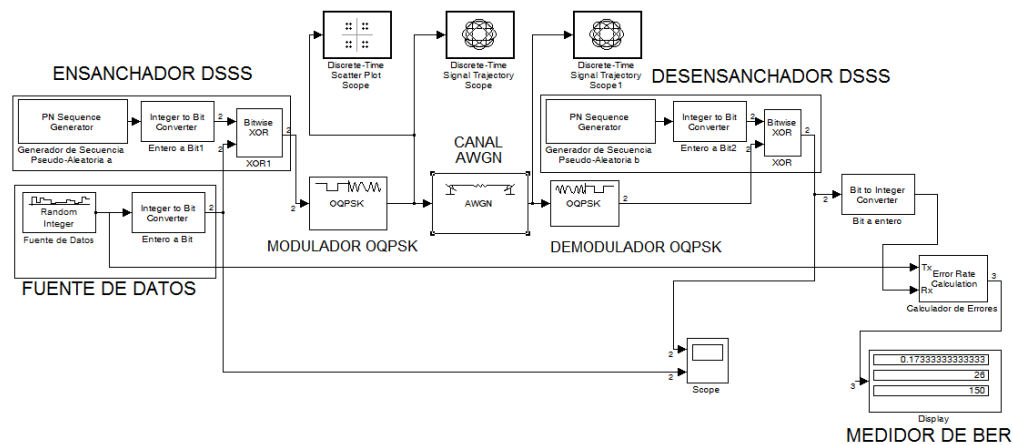 Discrete-Time
Scatter Plot
Scope
Discrete-Time
Signal Trajectory
Scope
Discrete-Time
Signal Trajectory
Scope1
ENSANCHADOR DSSS
DESENSANCHADOR DSSS
PN Sequence
Generator
Generador de Secuencia
Pseudo-Aleatoria a
Integer to Bit
Converter
Entero a Bit1
2
2
Bitwise
XOR
2
XOR1
CANAL
AWGN
PN Sequence
Generator
Generador de Secuencia
Pseudo-Aleatoria b
Integer to Bit
Converter
Entero a Bit2
2
2
Bitwise
XOR
2
XOR
Random
Integer
Fuente de Datos
Integer to Bit
Converter
Entero a Bit
2
FUENTE DE DATOS
2
OQPSK
MODULADOR OQPSK
AWGN
OQPSK
2
DEMODULADOR OQPSK
2
Bit to Integer
Converter
Bit a entero
Tx
Rx
Error Rate
Calculation
3
Calculador de Errores
2
2
Scope
3
0.17333333333333
26
150
Display
MEDIDOR DE BER